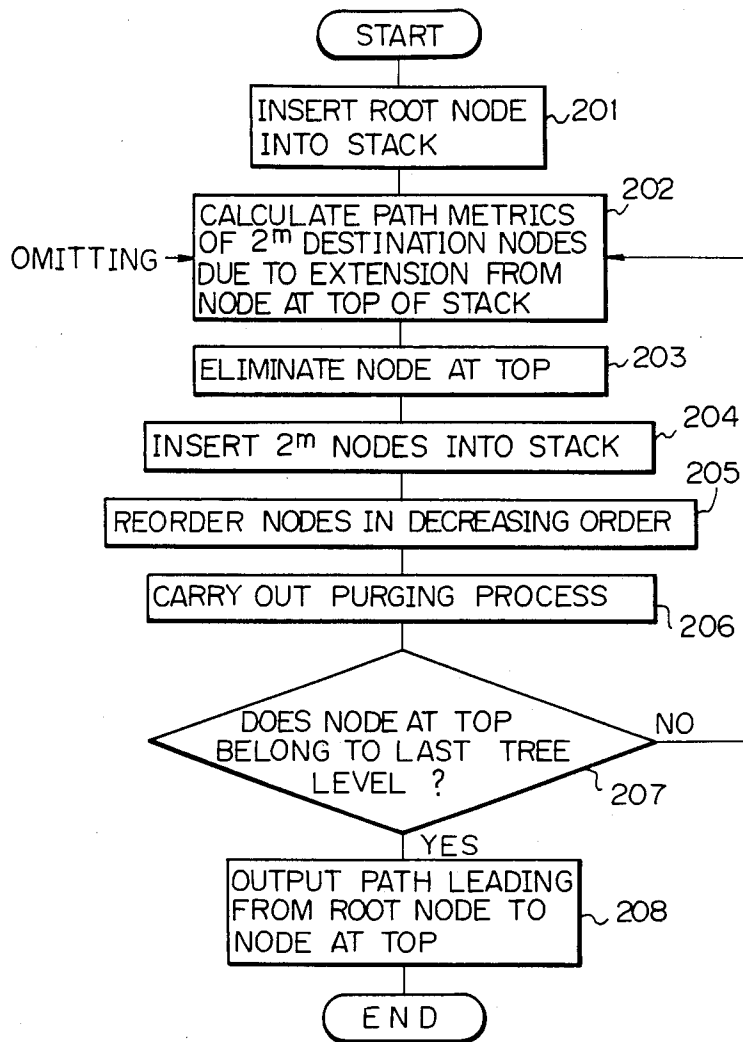 START
INSERT ROOT NODE
INTO STACK
201
202
CALCULATE PATH METRICS
OF 2ᵐ DESTINATION NODES
DUE TO EXTENSION FROM
NODE AT TOP OF STACK
OMITTING
203
ELIMINATE NODE AT TOP
204
INSERT 2ᵐ NODES INTO STACK
205
REORDER NODES IN DECREASING ORDER
CARRY OUT PURGING PROCESS
206
DOES NODE AT TOP
BELONG TO LAST TREE
LEVEL ?
NO
207
YES
OUTPUT PATH LEADING
FROM ROOT NODE TO
NODE AT TOP
208
END